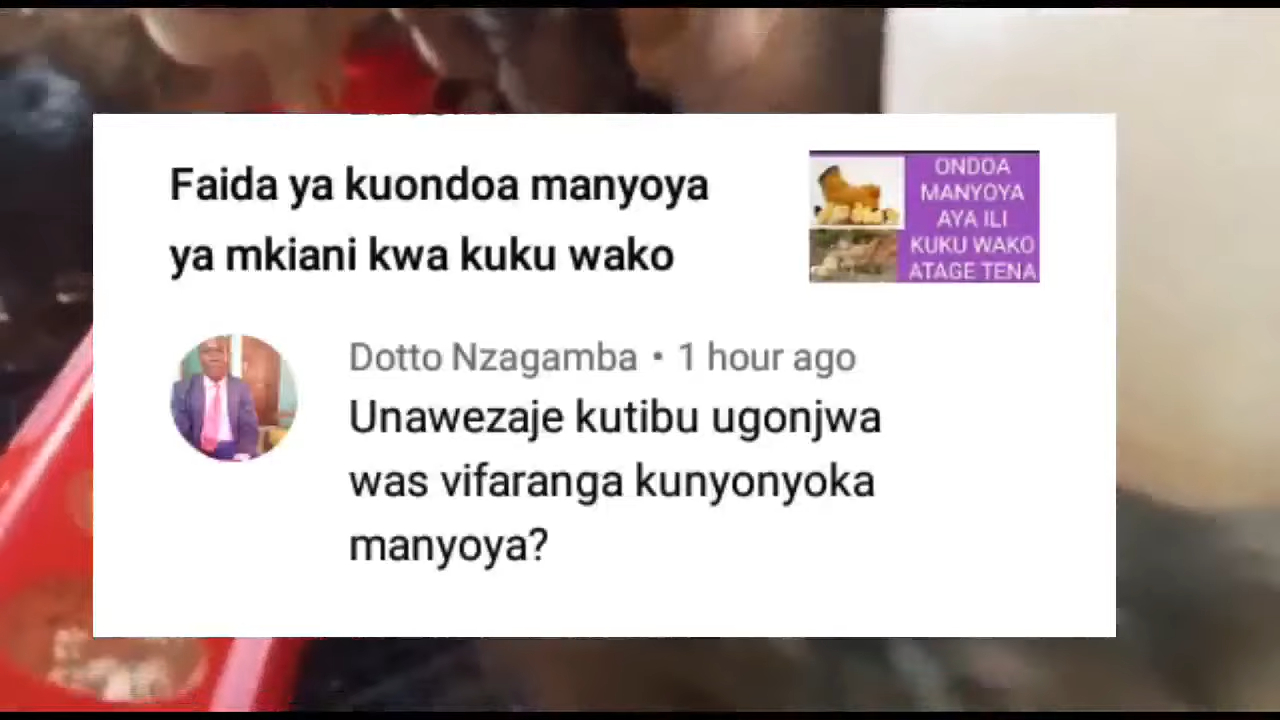 Faida ya kuondoa manyoya
ya mkiani kwa kuku wako
ONDOA
MANYOYA
AYA ILI
KUKU WAKO
ATAGE TENA
Dotto Nzagamba • 1 hour ago
Unawezaje kutibu ugonjwa
was vifaranga kunyonyoka
manyoya?